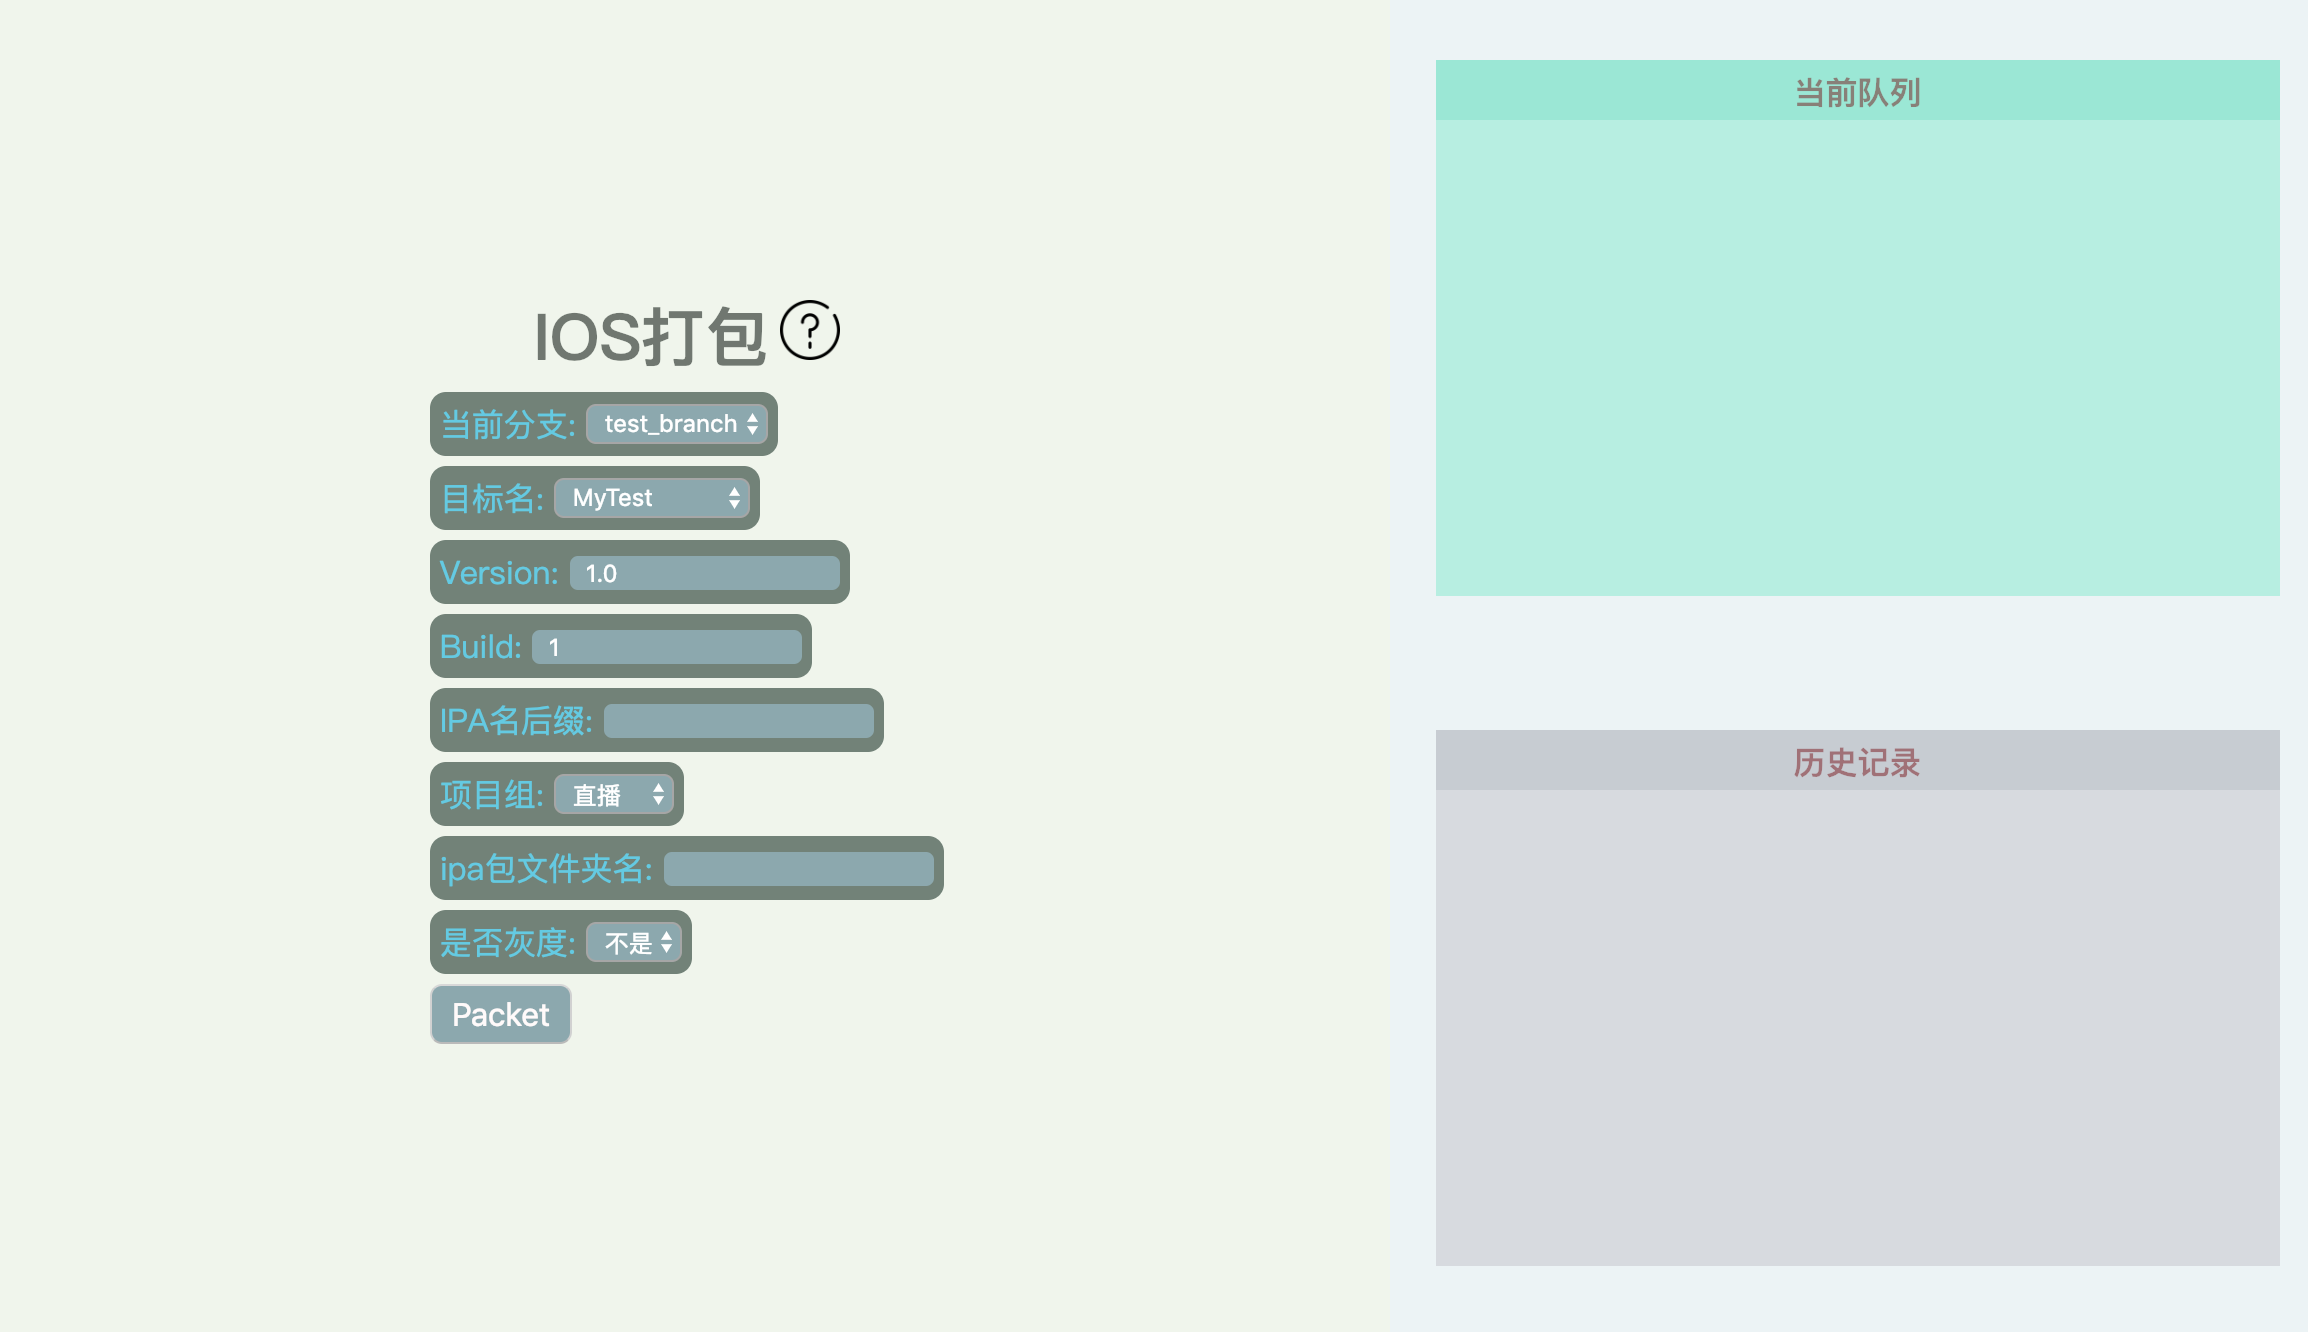 IOS打包
当前分支: test_branch
目标名: MyTest
Version: 1.0
Build: 1
IPA名后缀:
项目组: 直播
ipa包文件夹名:
是否灰度: 不是
Packet
当前队列
历史记录